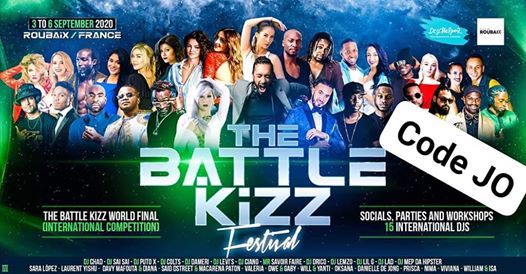 3 TO 6 SEPTEMBER 2020
ROUBAIX / FRANCE
ROUBAIX
Code JO
THE
BATTLE
KiZZ
Festival
THE BATTLE KIZZ WORLD FINAL
(INTERNATIONAL COMPETITION)
SOCIALS, PARTIES AND WORKSHOPS
15 INTERNATIONAL DJS
DJ CHAD - DJ SAI SAI - DJ PUTO X - DJ COLTS - DJ DAMERI - DJ LEVI'S - DJ CIANO - MR SAVOIR FAIRE - DJ DRICO - DJ LEMZO - DJ LIL G - DJ LAO - DJ MEP DA HIPSTER
SARA LÓPEZ - LAURENT YISHU - DAVY MAFOUTA & DIANA - SAID OSTREET & MACARENA PATON - VALERIA - OWE & GABY - WILL & YANTI - OKSANA - DANIELLE DE JONG - PRISCA - MIMA - VIVIANA - WILLIAM & ISA